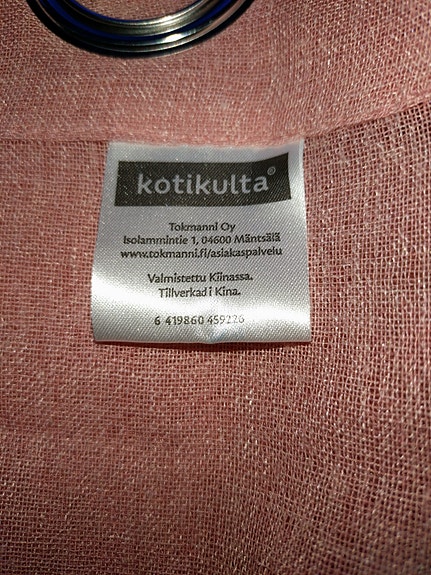 kotikulta®
Tokmanni Oy
Isolammintie 1, 04600 Mäntsälä
www.tokmanni.fi/asiakaspalvelu
Valmistettu Kiinassa.
Tillverkad i Kina.
6 419860 459226